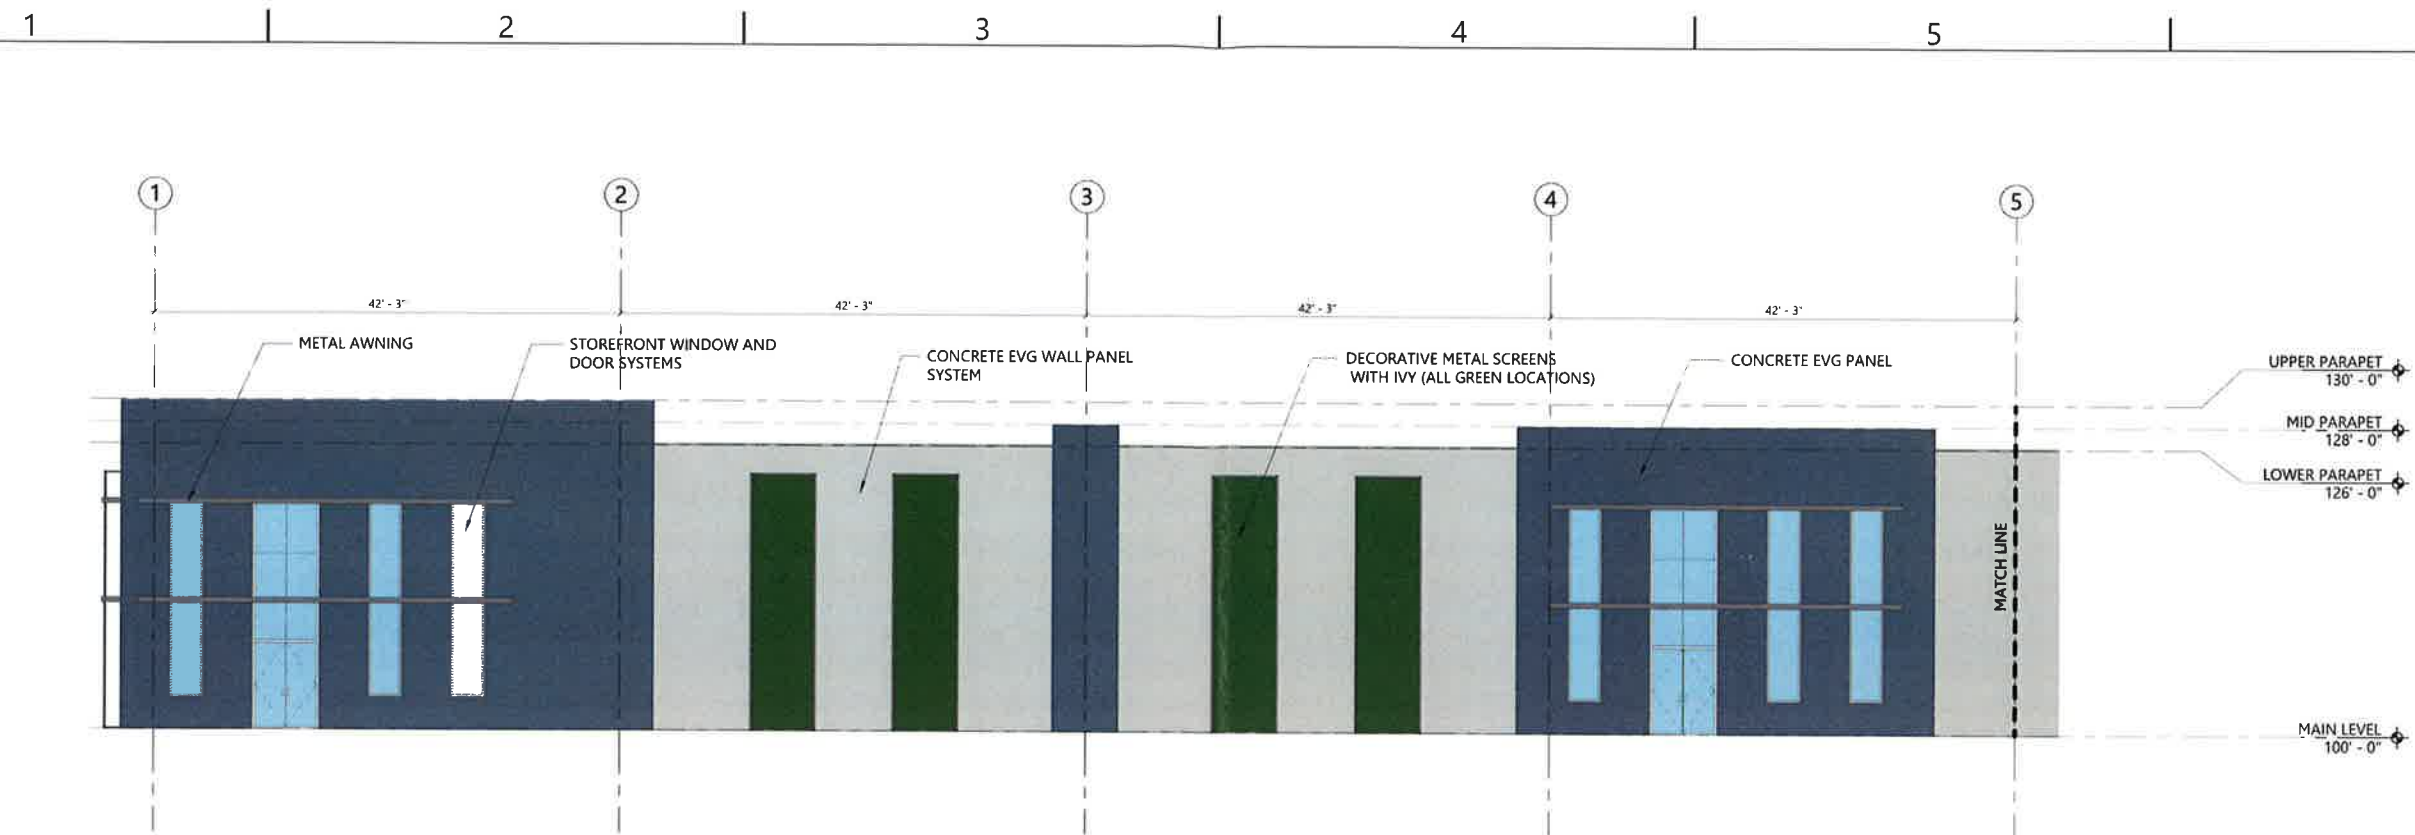 1 2 3 4 5
1 2 3 4 5
42' - 3" 42' - 3" 42' - 3" 42' - 3"
METAL AWNING
STOREFRONT WINDOW AND
DOOR SYSTEMS
CONCRETE EVG WALL PANEL
SYSTEM
DECORATIVE METAL SCREENS
WITH IVY (ALL GREEN LOCATIONS)
CONCRETE EVG PANEL
UPPER PARAPET
130' - 0"
MID PARAPET
128' - 0"
LOWER PARAPET
126' - 0"
MATCH LINE
MAIN LEVEL
100' - 0"